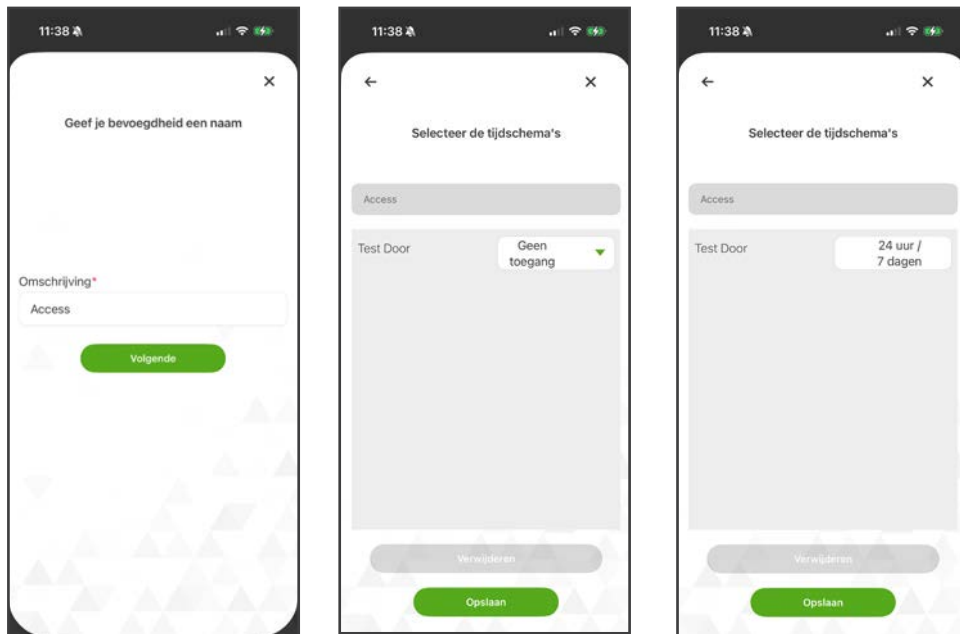 11:38
Geef je bevoegdheid een naam
Omschrijving*
Access
Volgende
11:38
Selecteer de tijdschema's
Access
Test Door
Geen
toegang
Verwijderen
Opslaan
11:38
Selecteer de tijdschema's
Access
Test Door
24 uur /
7 dagen
Verwijderen
Opslaan